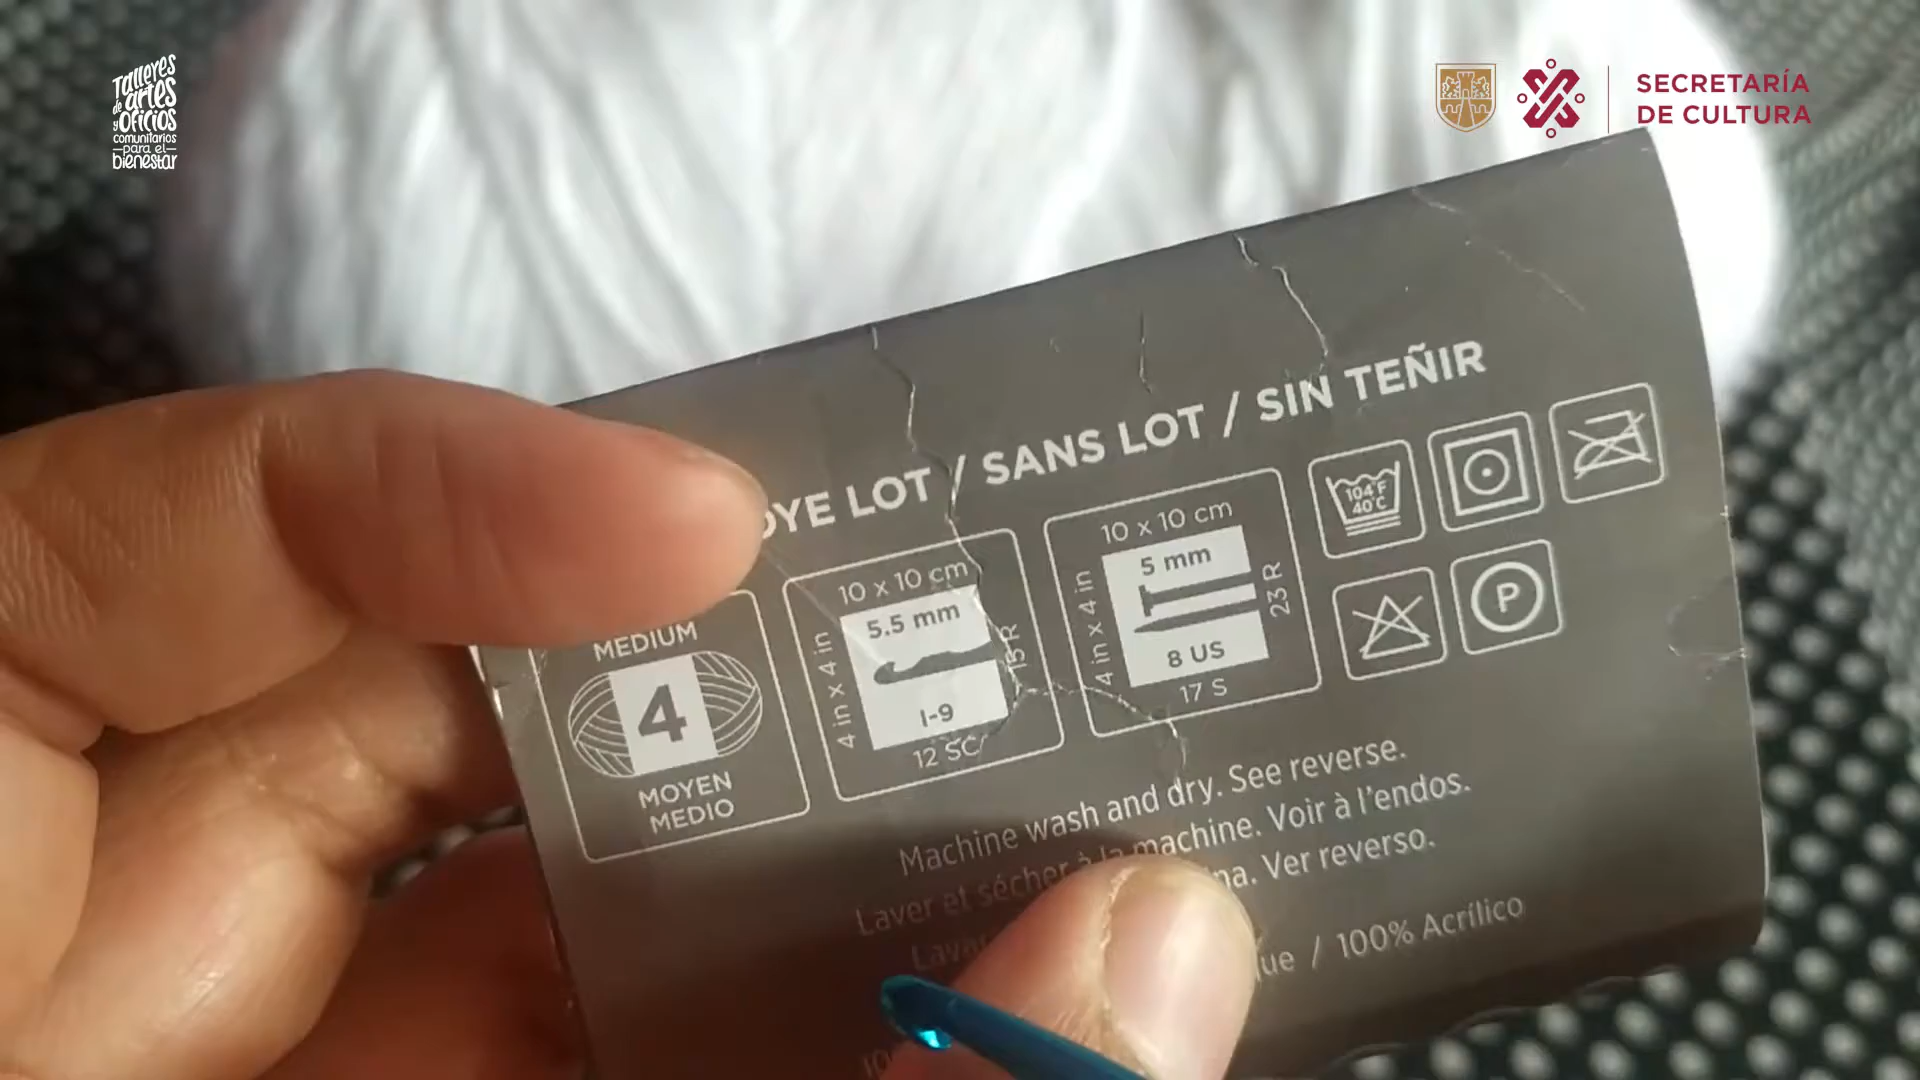 Talleres
de artes
y oficios
comunitarios
para el
bienestar
SECRETARÍA
DE CULTURA
DYE LOT / SANS LOT / SIN TEÑIR
MEDIUM
4
MOYEN
MEDIO
10 x 10 cm
4 in x 4 in
5.5 mm
I-9
15 R
12 SC
10 x 10 cm
4 in x 4 in
5 mm
8 US
23 R
17 S
104°F
40°C
P
Machine wash and dry. See reverse.
Laver et sécher à la machine. Voir à l'endos.
Ver reverso.
/ 100% Acrílico